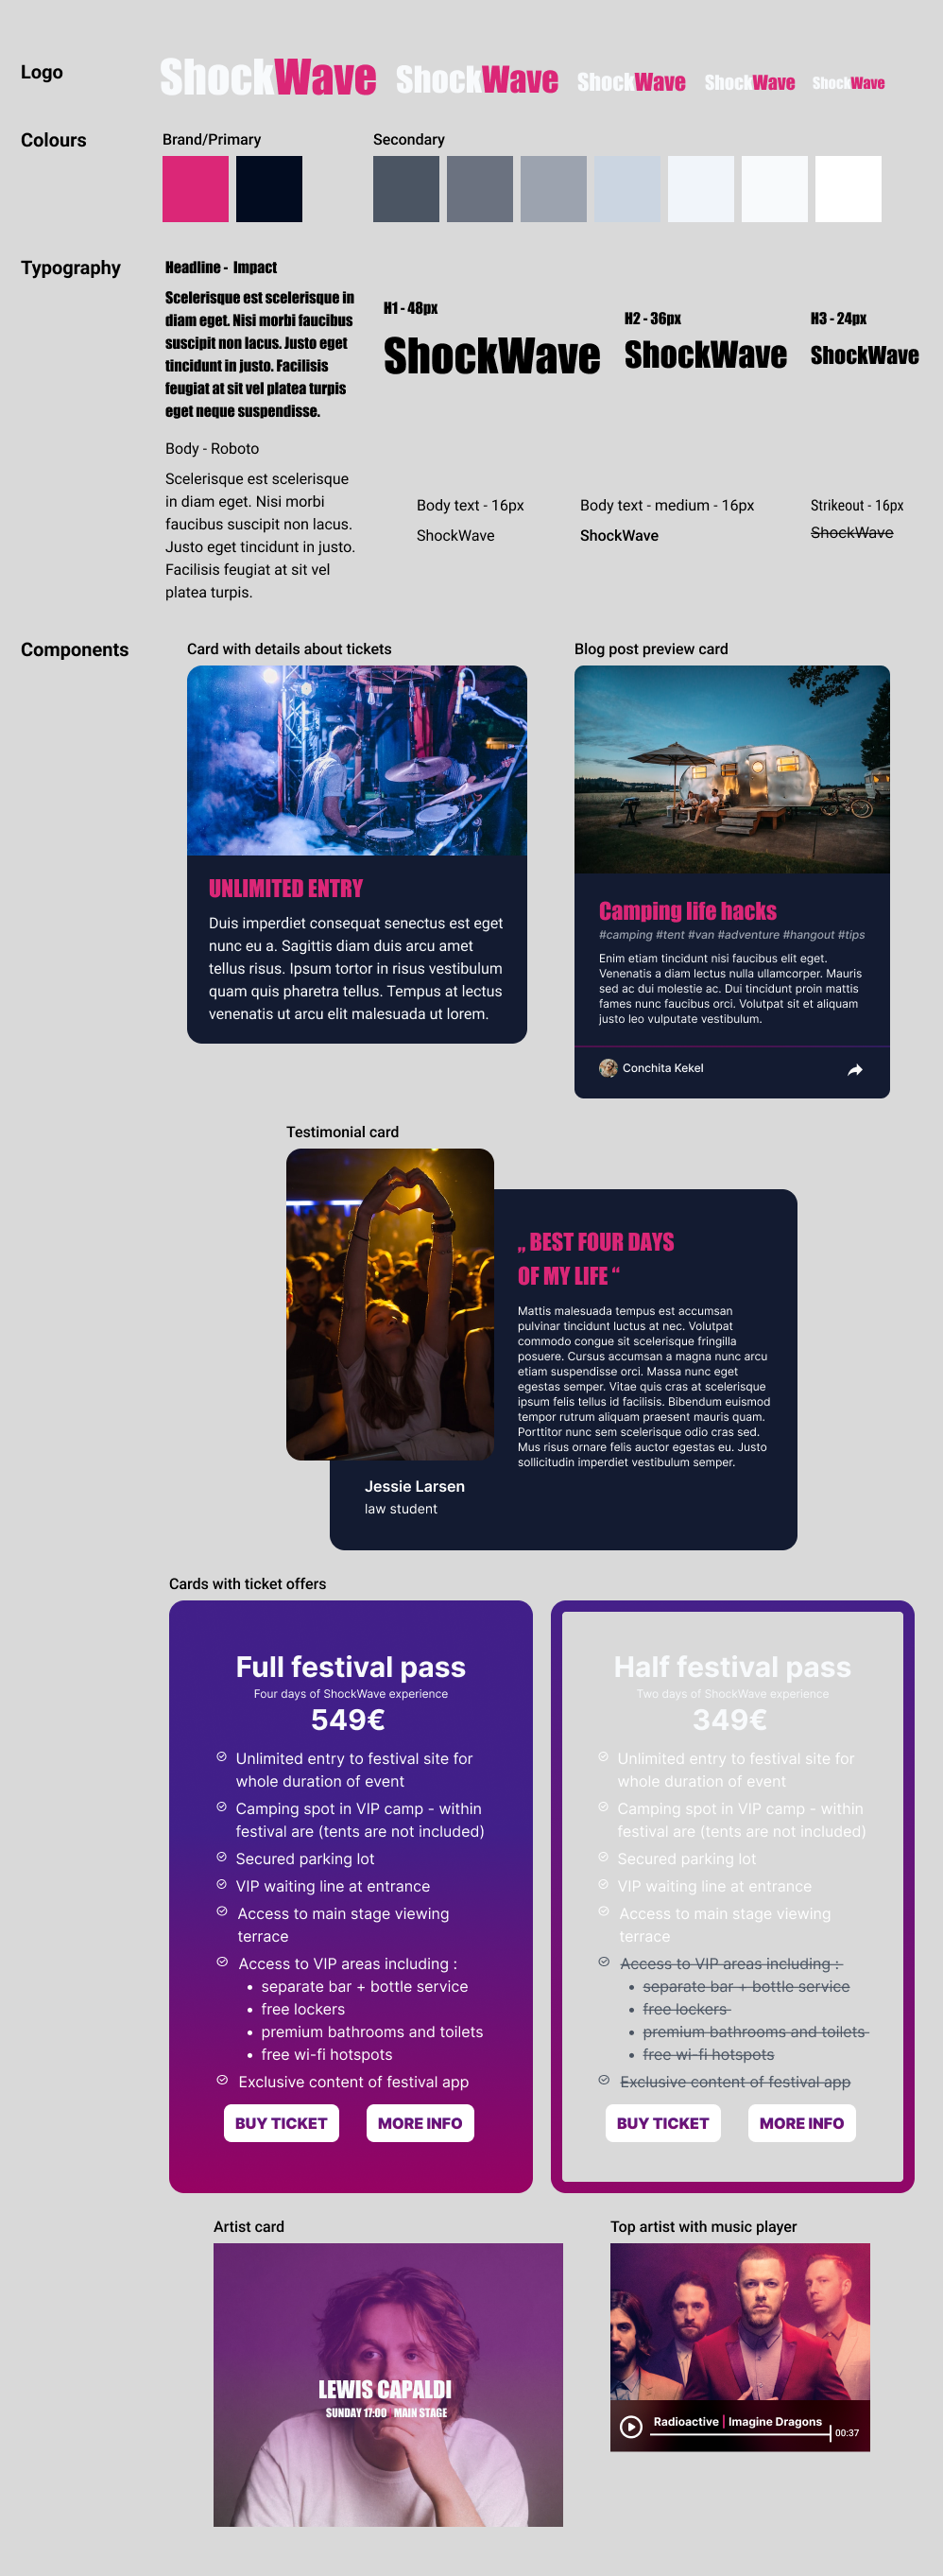 Logo
ShockWave ShockWave ShockWave ShockWave ShockWave
Colours
Brand/Primary
Secondary
Typography
Headline - Impact
Scelerisque est scelerisque in
diam eget. Nisi morbi faucibus
suscipit non lacus. Justo eget
tincidunt in justo. Facilisis
feugiat at sit vel platea turpis
eget neque suspendisse.
H1 - 48px
ShockWave
H2 - 36px
ShockWave
H3 - 24px
ShockWave
Body - Roboto
Scelerisque est scelerisque
in diam eget. Nisi morbi
faucibus suscipit non lacus.
Justo eget tincidunt in justo.
Facilisis feugiat at sit vel
platea turpis.
Body text - 16px
ShockWave
Body text - medium - 16px
ShockWave
Strikeout - 16px
ShockWave
Components
Card with details about tickets
UNLIMITED ENTRY
Duis imperdiet consequat senectus est eget
nunc eu a. Sagittis diam duis arcu amet
tellus risus. Ipsum tortor in risus vestibulum
quam quis pharetra tellus. Tempus at lectus
venenatis ut arcu elit malesuada ut lorem.
Blog post preview card
Camping life hacks
#camping #tent #van #adventure #hangout #tips
Enim etiam tincidunt nisi faucibus elit eget.
Venenatis a diam lectus nulla ullamcorper. Mauris
sed ac dui molestie ac. Dui tincidunt proin mattis
fames nunc faucibus orci. Volutpat sit et aliquam
justo leo vulputate vestibulum.
Conchita Kekel
Testimonial card
„ BEST FOUR DAYS
OF MY LIFE “
Mattis malesuada tempus est accumsan
pulvinar tincidunt luctus at nec. Volutpat
commodo congue sit scelerisque fringilla
posuere. Cursus accumsan a magna nunc arcu
etiam suspendisse orci. Massa nunc eget
egestas semper. Vitae quis cras at scelerisque
ipsum felis tellus id facilisis. Bibendum euismod
tempor rutrum aliquam praesent mauris quam.
Porttitor nunc sem scelerisque odio cras sed.
Mus risus ornare felis auctor egestas eu. Justo
sollicitudin imperdiet vestibulum semper.
Jessie Larsen
law student
Cards with ticket offers
Full festival pass
Four days of ShockWave experience
549€
Unlimited entry to festival site for
whole duration of event
Camping spot in VIP camp - within
festival are (tents are not included)
Secured parking lot
VIP waiting line at entrance
Access to main stage viewing
terrace
Access to VIP areas including :
• separate bar + bottle service
• free lockers
• premium bathrooms and toilets
• free wi-fi hotspots
Exclusive content of festival app
BUY TICKET MORE INFO
Half festival pass
Two days of ShockWave experience
349€
Unlimited entry to festival site for
whole duration of event
Camping spot in VIP camp - within
festival are (tents are not included)
Secured parking lot
VIP waiting line at entrance
Access to main stage viewing
terrace
Access to VIP areas including :
• separate bar + bottle service
• free lockers
• premium bathrooms and toilets
• free wi-fi hotspots
Exclusive content of festival app
BUY TICKET MORE INFO
Artist card
LEWIS CAPALDI
SUNDAY 17:00 MAIN STAGE
Top artist with music player
Radioactive | Imagine Dragons
00:37